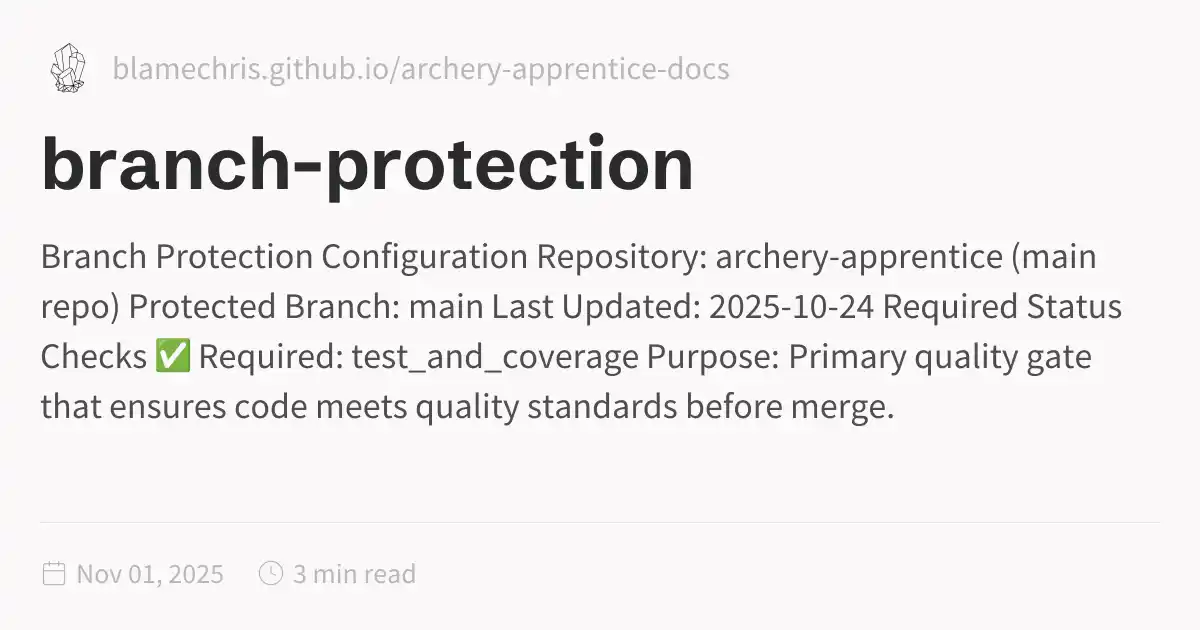 blamechris.github.io/archery-apprentice-docs
branch-protection
Branch Protection Configuration Repository: archery-apprentice (main
repo) Protected Branch: main Last Updated: 2025-10-24 Required Status
Checks ✅ Required: test_and_coverage Purpose: Primary quality gate
that ensures code meets quality standards before merge.
Nov 01, 2025 3 min read